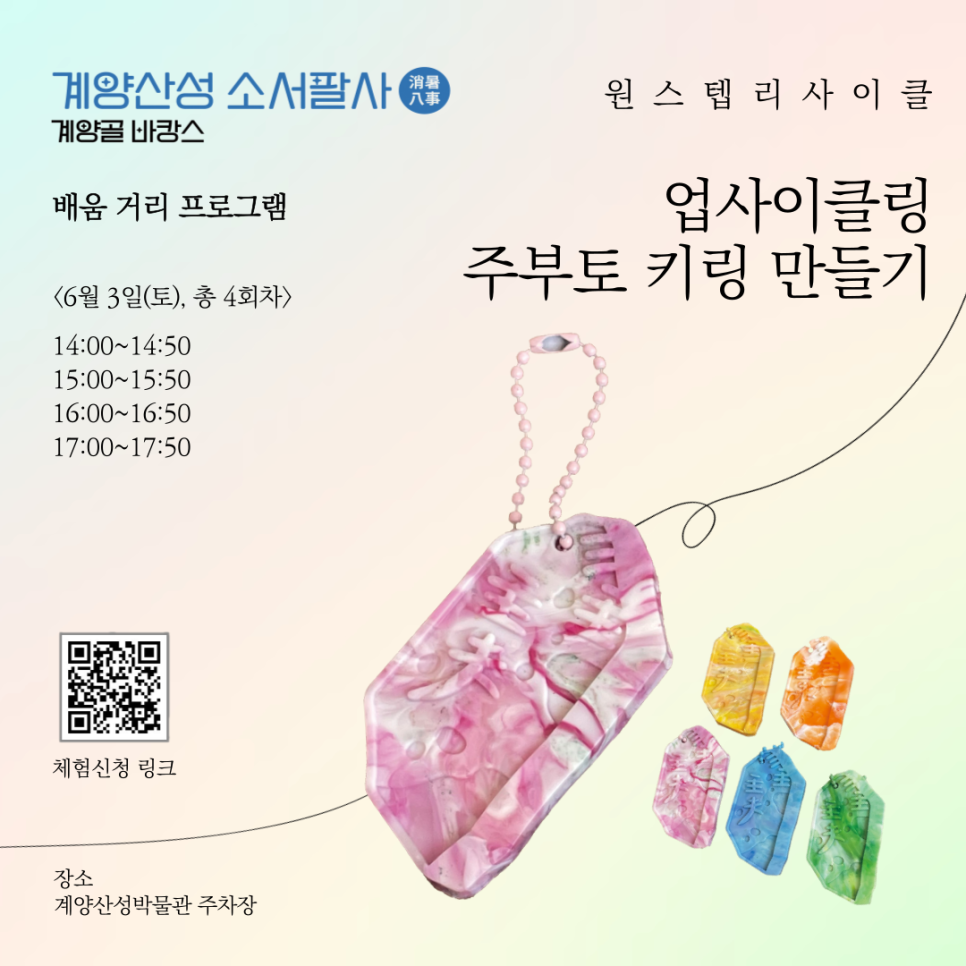 계양산성 소서팔사 消暑八事
계양골 바캉스
원스텝리사이클
배움 거리 프로그램
업사이클링
주부토 키링 만들기
<6월 3일(토), 총 4회차>
14:00~14:50
15:00~15:50
16:00~16:50
17:00~17:50
체험신청 링크
장소
계양산성박물관 주차장